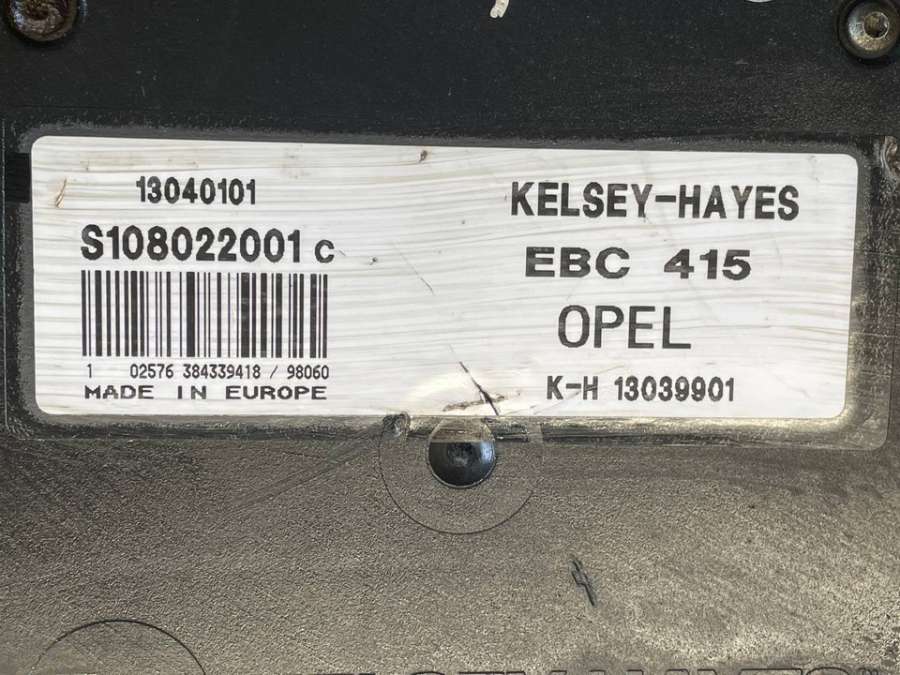 13040101
S108022001 C
1 02576 384339418 / 98060
MADE IN EUROPE
KELSEY-HAYES
EBC 415
OPEL
K-H 13039901